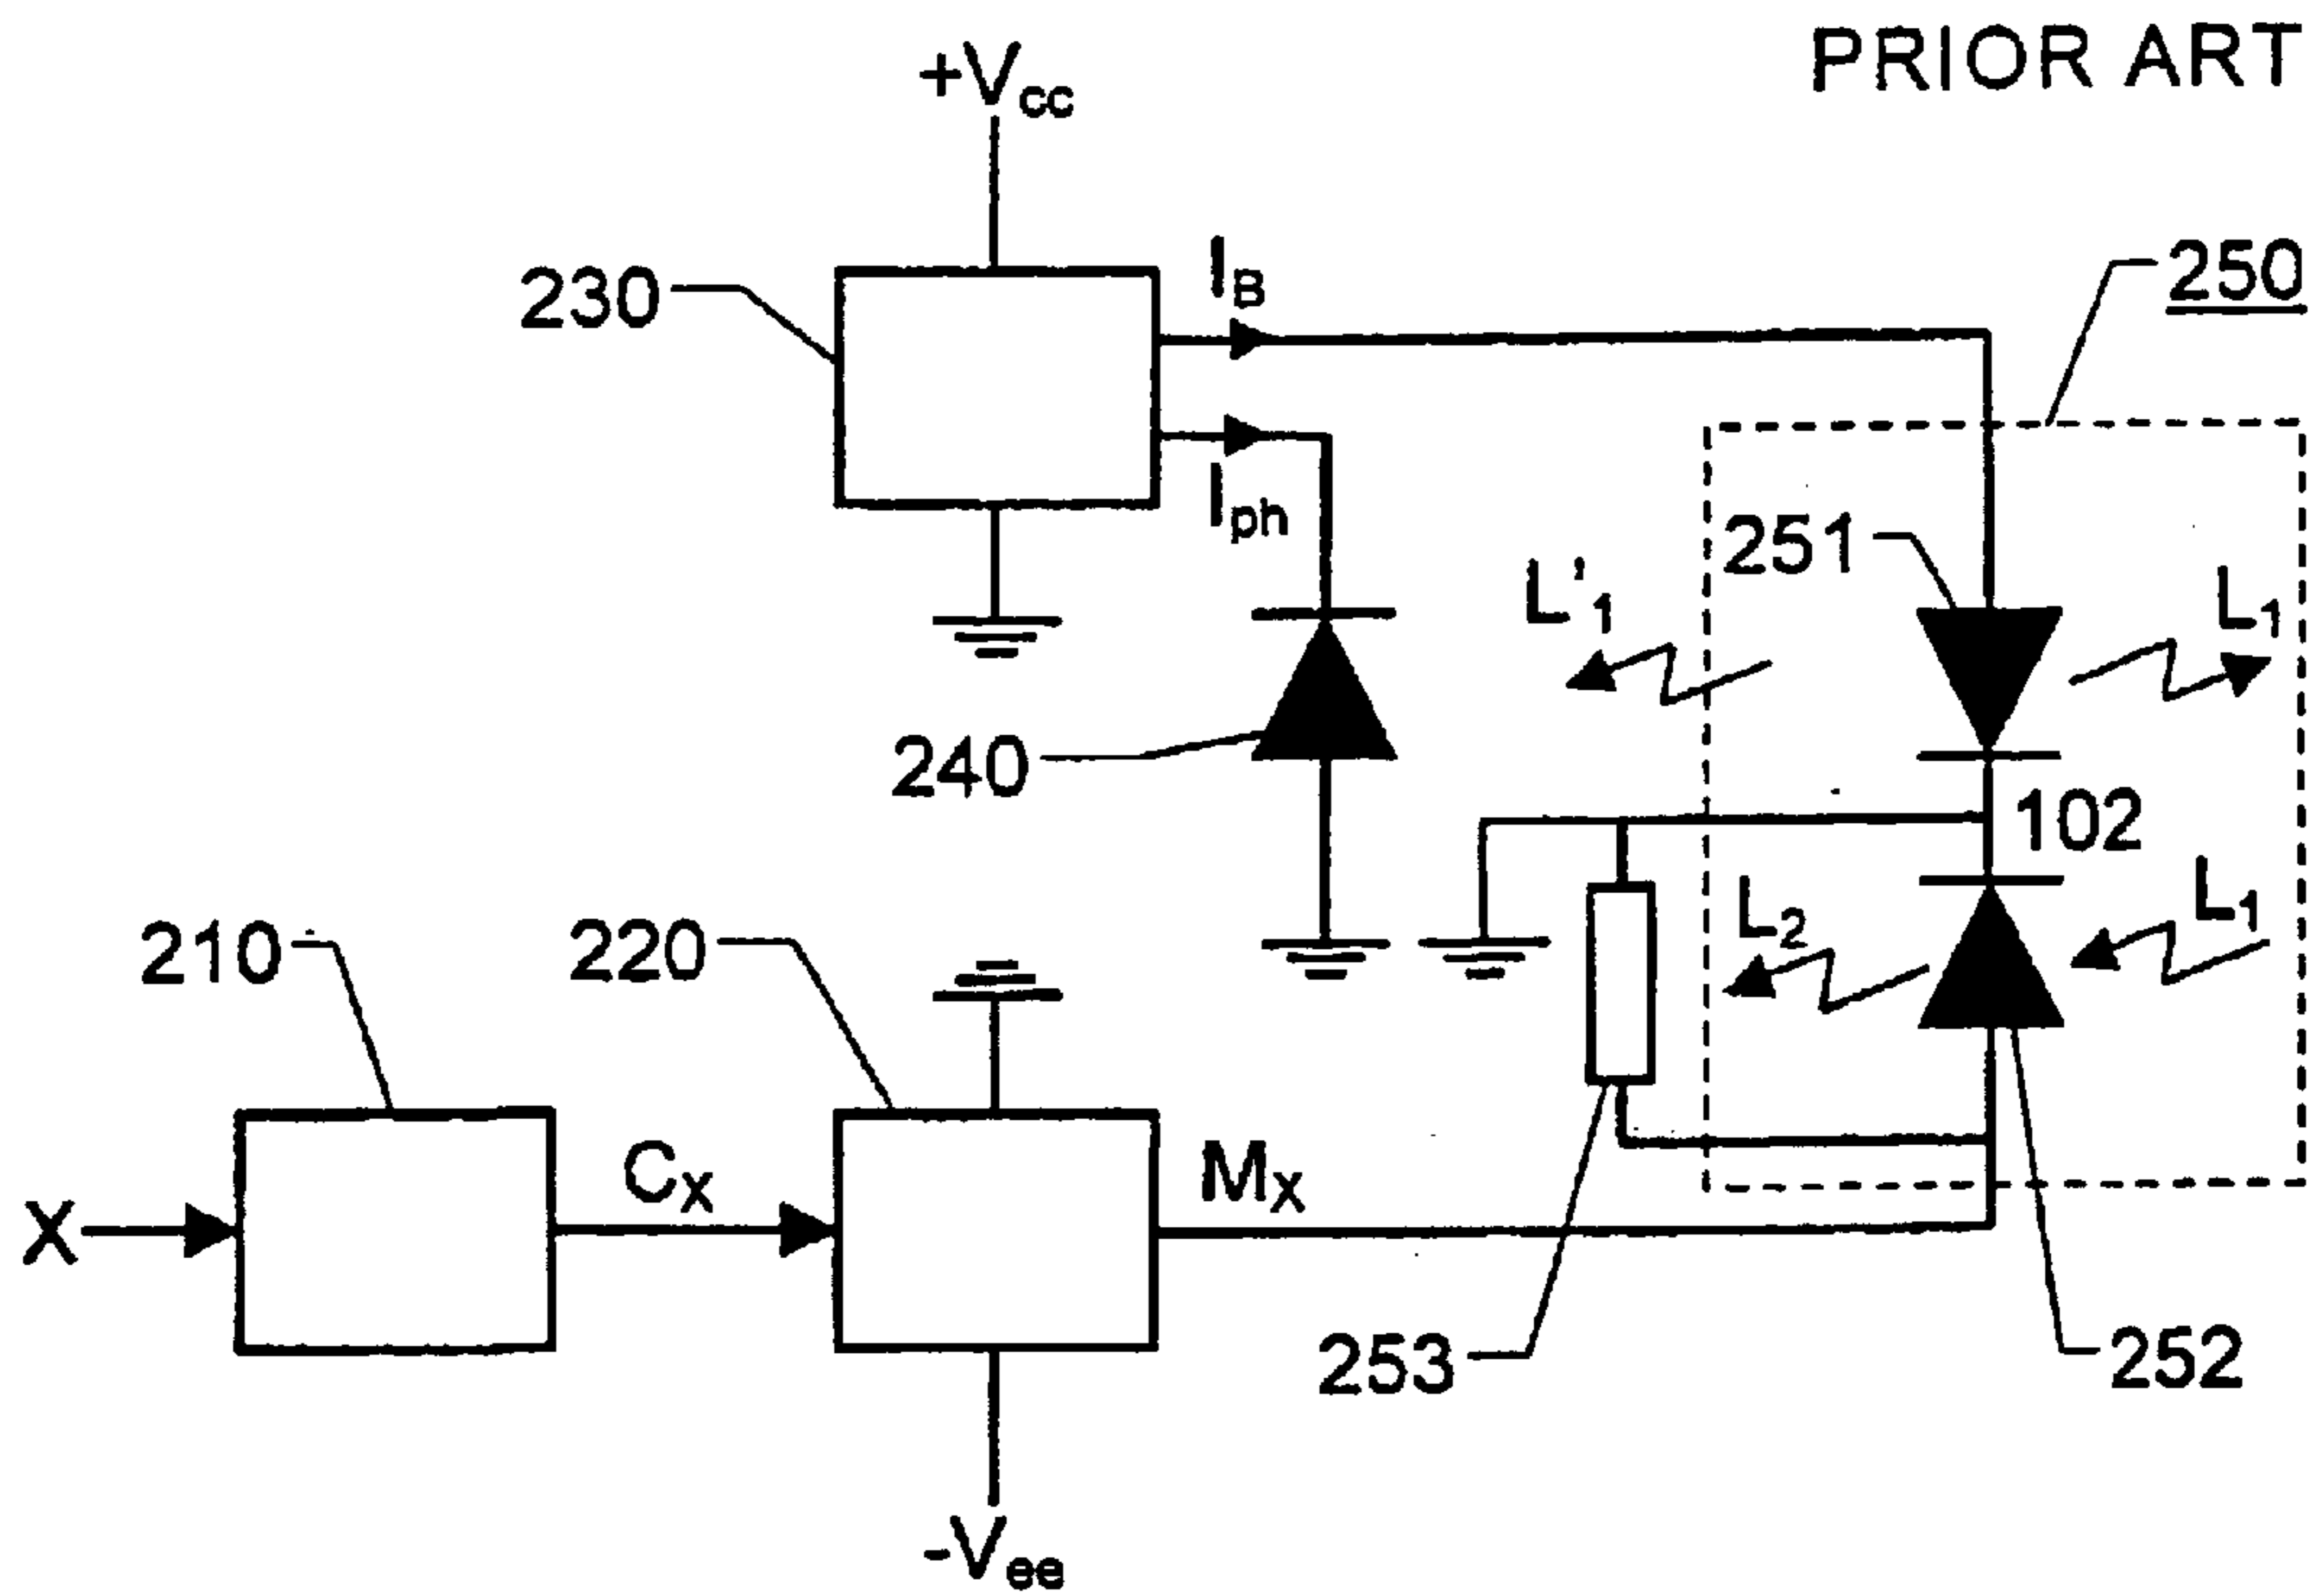 PRIOR ART
+Vcc
IB
250
230
Iph
251
L'1
L1
240
102
L1
L2
210
220
X
CX
MX
253
252
-Vee